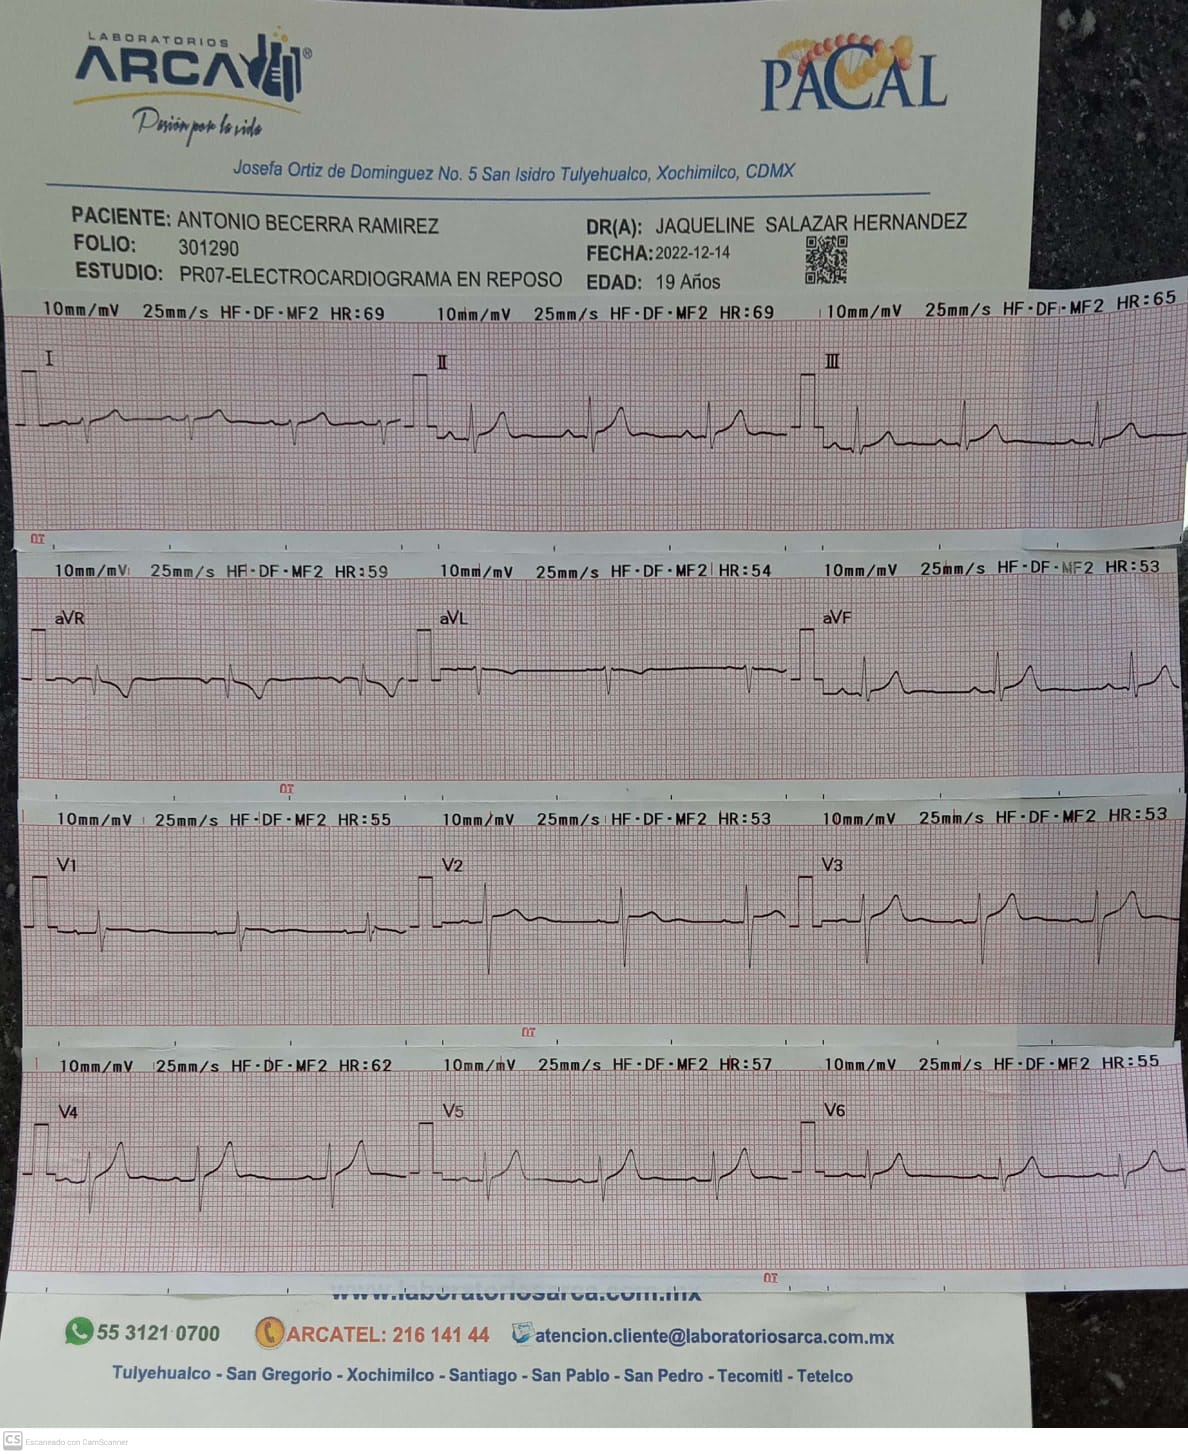 LABORATORIOS
ARCA®
Pasión por la vida
PACAL
Josefa Ortiz de Dominguez No. 5 San Isidro Tulyehualco, Xochimilco, CDMX
PACIENTE: ANTONIO BECERRA RAMIREZ
DR(A): JAQUELINE SALAZAR HERNANDEZ
FOLIO: 301290
FECHA: 2022-12-14
ESTUDIO: PR07-ELECTROCARDIOGRAMA EN REPOSO
EDAD: 19 Años
10mm/mV 25mm/s HF-DF-MF2 HR:69 10mm/mV 25mm/s HF-DF-MF2 HR:69 10mm/mV 25mm/s HF-DF-MF2 HR:65
I II III
10mm/mV 25mm/s HF-DF-MF2 HR:59 10mm/mV 25mm/s HF-DF-MF2 HR:54 10mm/mV 25mm/s HF-DF-MF2 HR:53
aVR aVL aVF
10mm/mV 25mm/s HF-DF-MF2 HR:55 10mm/mV 25mm/s HF-DF-MF2 HR:53 10mm/mV 25mm/s HF-DF-MF2 HR:53
V1 V2 V3
10mm/mV 25mm/s HF-DF-MF2 HR:62 10mm/mV 25mm/s HF-DF-MF2 HR:57 10mm/mV 25mm/s HF-DF-MF2 HR:55
V4 V5 V6
www.laboratoriosarca.com.mx
55 3121 0700 ARCATEL: 216 141 44 atencion.cliente@laboratoriosarca.com.mx
Tulyehualco - San Gregorio - Xochimilco - Santiago - San Pablo - San Pedro - Tecomitl - Tetelco
CS Escaneado con CamScanner